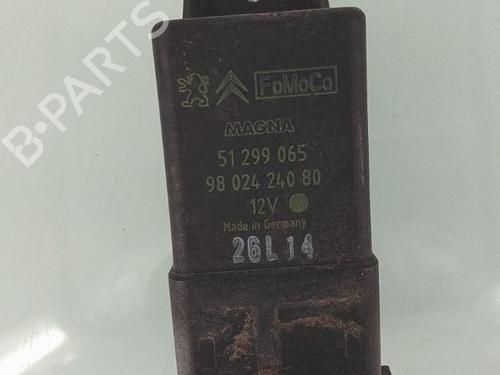 B-PARTS
FoMoCo
MAGNA
51 299 065
98 024 240 80
12V
Made in Germany
26L14